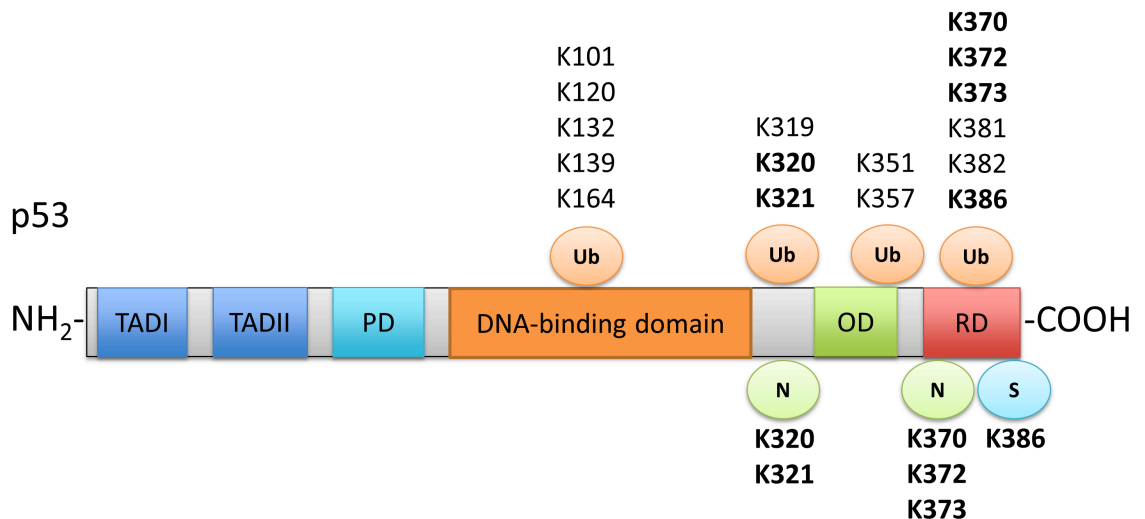 K370
K372
K373
K381
K382
K386
K101
K120
K132
K139
K164
K319
K320
K321
K351
K357
p53
Ub Ub Ub Ub
NH2- TADI TADII PD DNA-binding domain OD RD -COOH
N N S
K320 K370 K386
K321 K372
K373